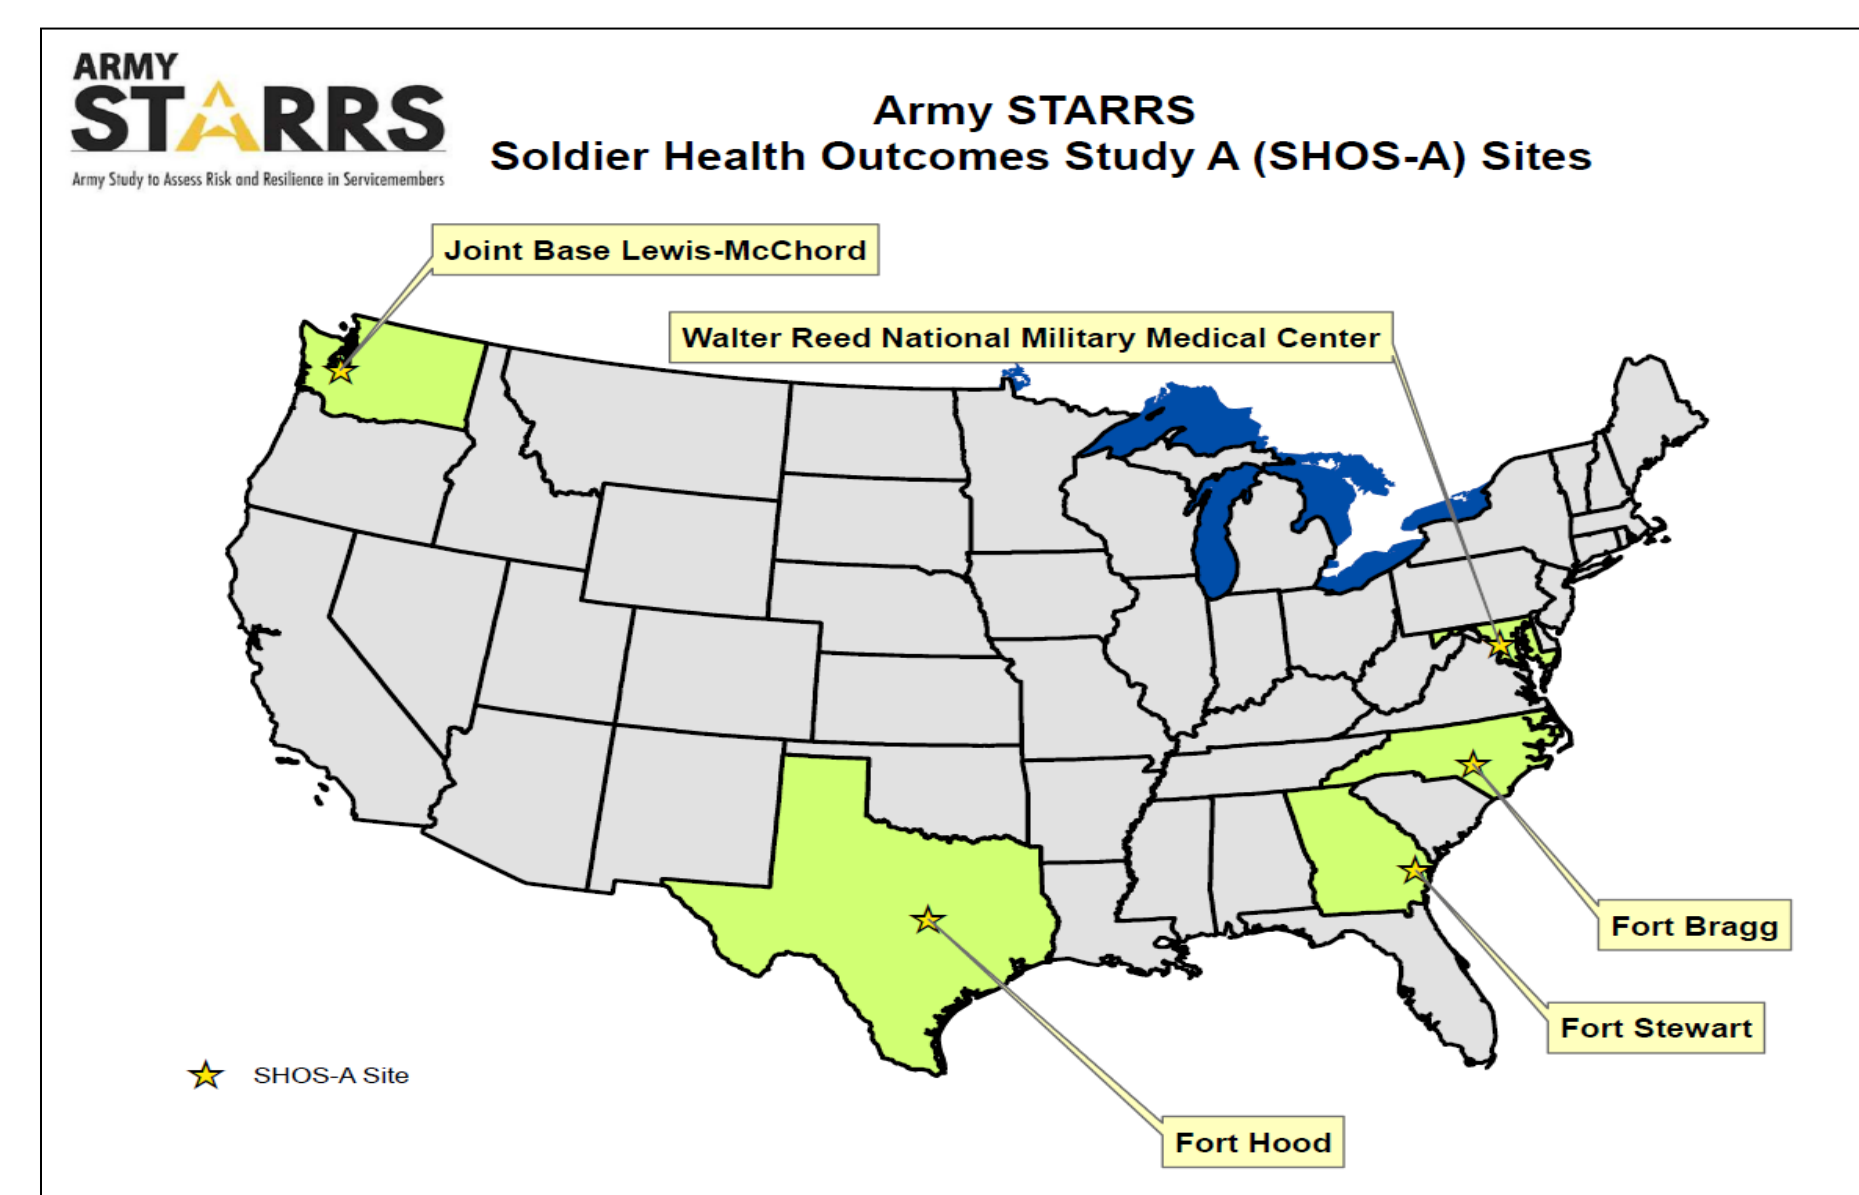 ARMY
STARRS
Army Study to Assess Risk and Resilience in Servicemembers
Army STARRS
Soldier Health Outcomes Study A (SHOS-A) Sites
Joint Base Lewis-McChord
Walter Reed National Military Medical Center
Fort Bragg
Fort Stewart
SHOS-A Site
Fort Hood